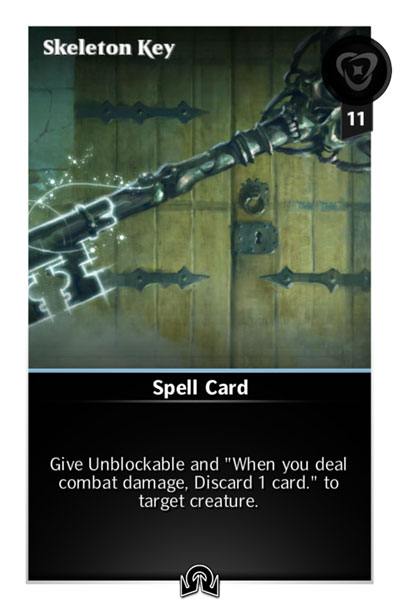 Skeleton Key
11
Spell Card
Give Unblockable and "When you deal
combat damage, Discard 1 card." to
target creature.